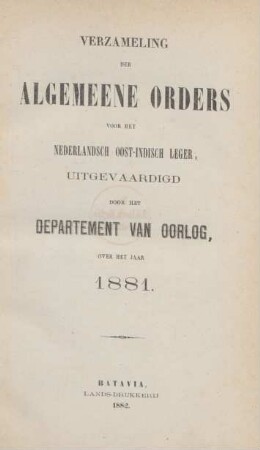 VERZAMELING
DER
ALGEMEENE ORDERS
VOOR HET
NEDERLANDSCH OOST-INDISCH LEGER,
UITGEVAARDIGD
DOOR HET
DEPARTEMENT VAN OORLOG,
OVER HET JAAR
1881.
BATAVIA.
LANDS-DRUKKERIJ
1882.